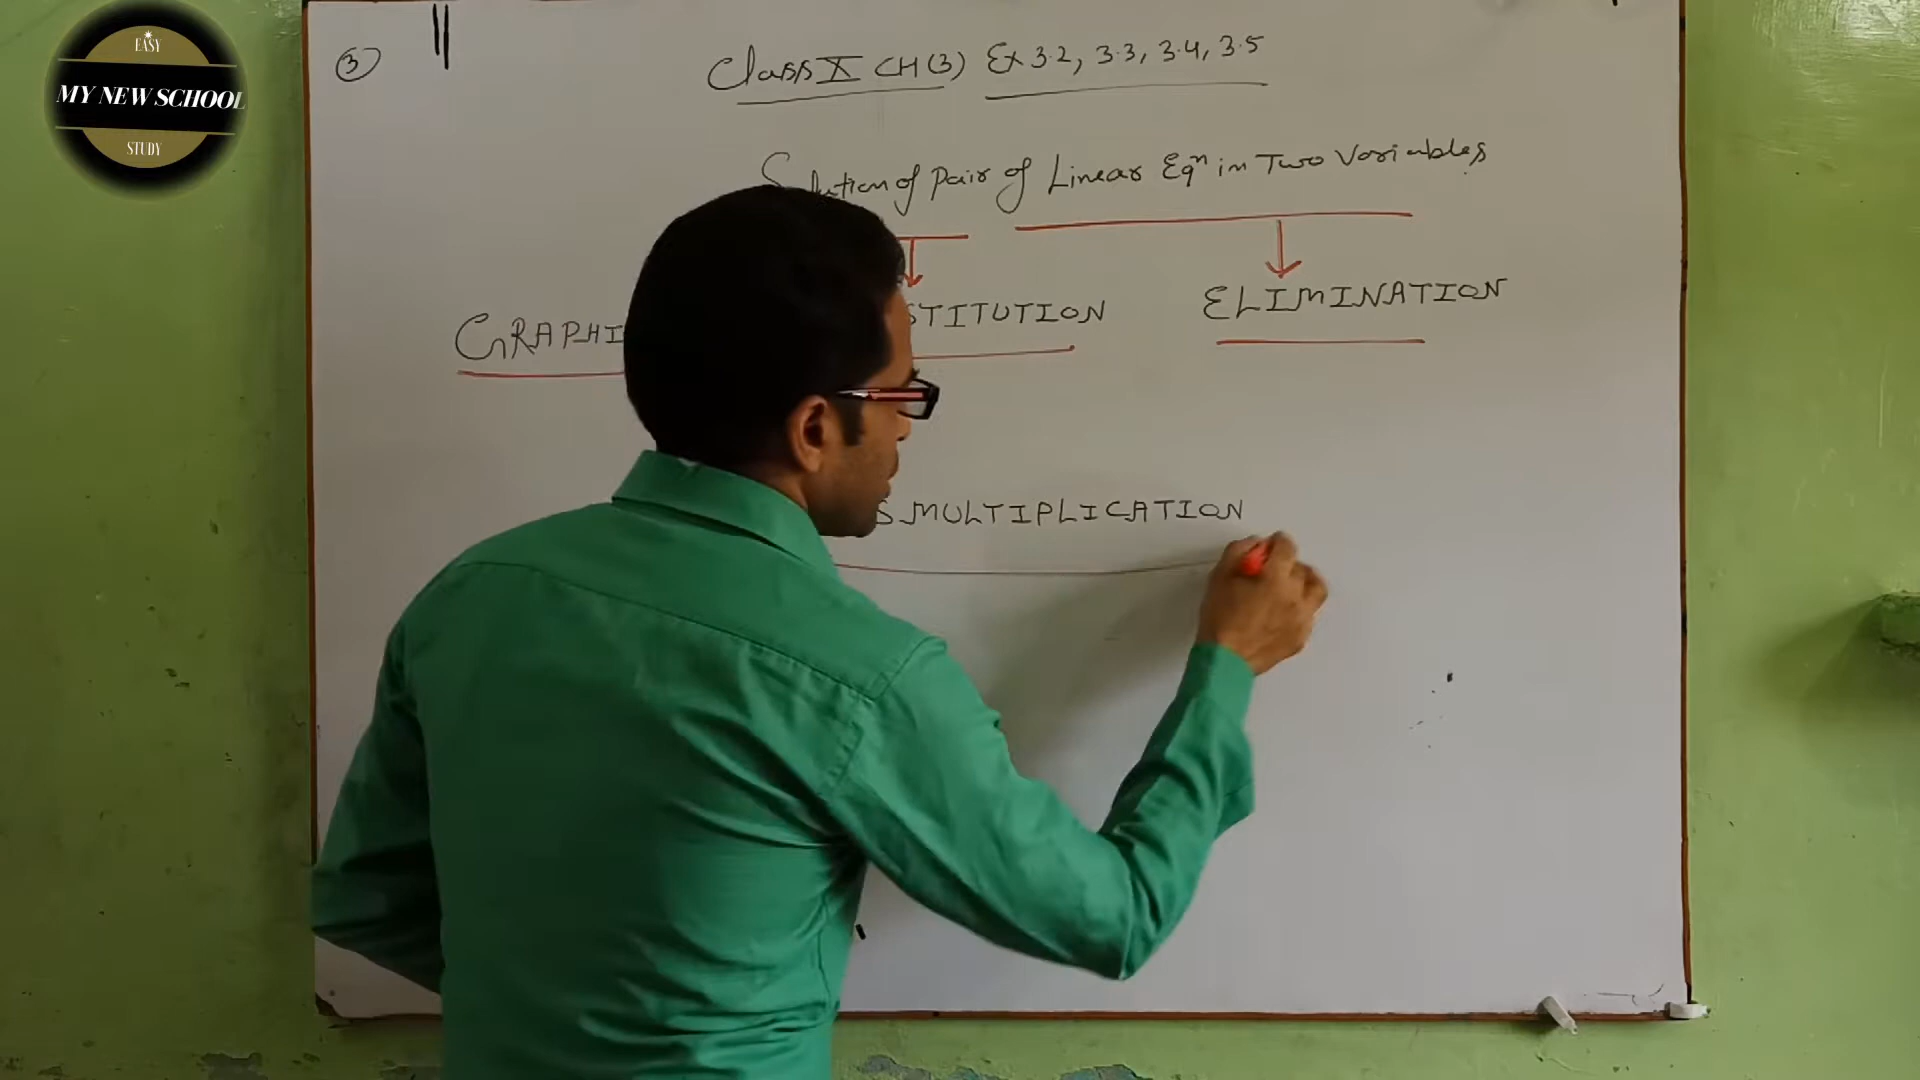 EASY
MY NEW SCHOOL
STUDY
3
Class X CH (3) Ex 3.2, 3.3, 3.4, 3.5
Solution of Pair of Linear Eqn in Two Variables
GRAPHI STITUTION ELIMINATION
S MULTIPLICATION